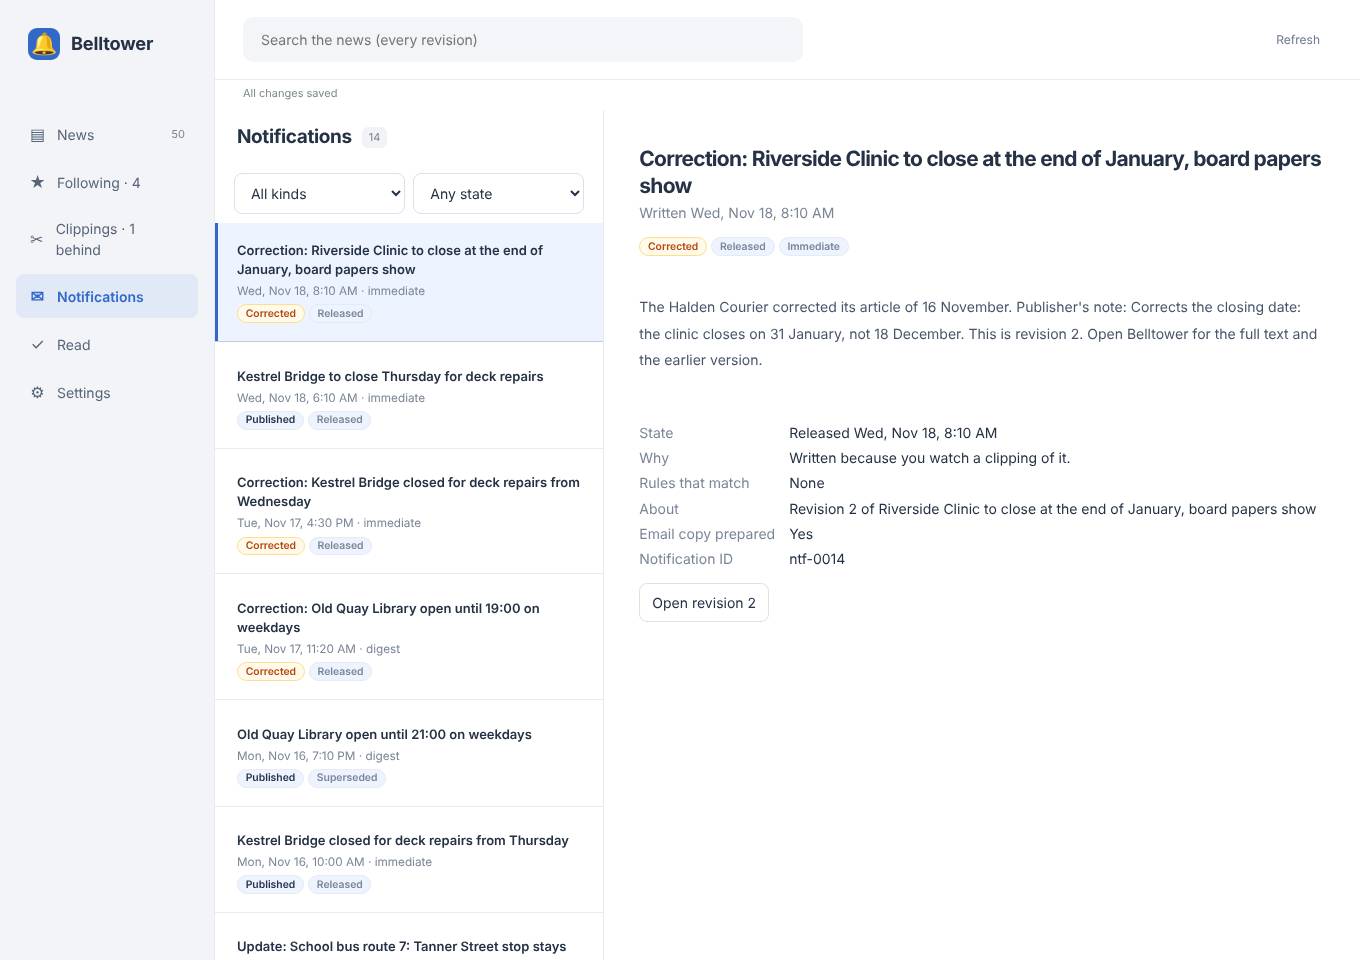 Belltower
Search the news (every revision)
Refresh
News 50
Following · 4
Clippings · 1
behind
Notifications
Read
Settings
All changes saved
Notifications 14
All kinds
Any state
Correction: Riverside Clinic to close at the end of
January, board papers show
Wed, Nov 18, 8:10 AM · immediate
Corrected Released
Kestrel Bridge to close Thursday for deck repairs
Wed, Nov 18, 6:10 AM · immediate
Published Released
Correction: Kestrel Bridge closed for deck repairs from
Wednesday
Tue, Nov 17, 4:30 PM · immediate
Corrected Released
Correction: Old Quay Library open until 19:00 on
weekdays
Tue, Nov 17, 11:20 AM · digest
Corrected Released
Old Quay Library open until 21:00 on weekdays
Mon, Nov 16, 7:10 PM · digest
Published Superseded
Kestrel Bridge closed for deck repairs from Thursday
Mon, Nov 16, 10:00 AM · immediate
Published Released
Update: School bus route 7: Tanner Street stop stays
Correction: Riverside Clinic to close at the end of January, board papers
show
Written Wed, Nov 18, 8:10 AM
Corrected Released Immediate
The Halden Courier corrected its article of 16 November. Publisher's note: Corrects the closing date:
the clinic closes on 31 January, not 18 December. This is revision 2. Open Belltower for the full text and
the earlier version.
State Released Wed, Nov 18, 8:10 AM
Why Written because you watch a clipping of it.
Rules that match None
About Revision 2 of Riverside Clinic to close at the end of January, board papers show
Email copy prepared Yes
Notification ID ntf-0014
Open revision 2